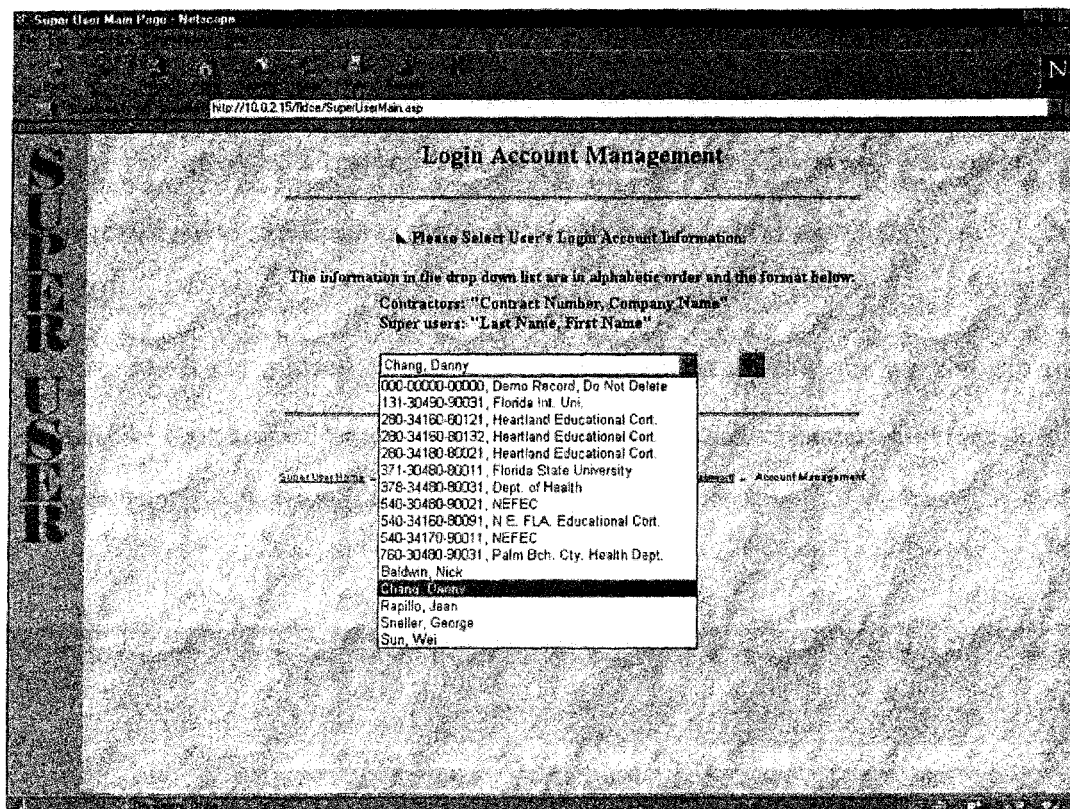 Super User Main Page - Netscape
N
http://10.0.2.15/fldoe/SuperUserMain.asp
SUPER USER
Login Account Management
Please Select User's Login Account Information:
The information in the drop down list are in alphabetic order and the format below:
Contractors: "Contract Number, Company Name"
Super users: "Last Name, First Name"
Chang, Danny
000-00000-00000, Demo Record, Do Not Delete
131-30490-90031, Florida Int. Uni.
280-34160-60121, Heartland Educational Cort.
280-34160-80132, Heartland Educational Cort.
280-34180-80021, Heartland Educational Cort.
371-30480-80011, Florida State University
378-34480-80031, Dept. of Health
540-30480-90021, NEFEC
540-34160-80091, N.E. FLA. Educational Cort.
540-34170-90011, NEFEC
760-30480-90031, Palm Bch. Cty. Health Dept.
Baldwin, Nick
Chang, Danny
Rapillo, Jean
Sneller, George
Sun, Wei
Super User Home - Account Management